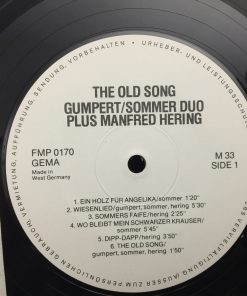 VERMIETUNG, AUFFÜHRUNG, SENDUNG, VORBEHALTEN • URHEBER- UND LEISTUNGSSCHUTZ
THE OLD SONG
GUMPERT/SOMMER DUO
PLUS MANFRED HERING
FMP 0170
GEMA
Made in
West Germany
M 33
SIDE 1
1. EIN HOLZ FÜR ANGELIKA/sommer 1'20"
2. WIESENLIED/gumpert, sommer, hering 5'30"
3. SOMMERS FAIFE/hering 2'25"
4. WO BLEIBT MEIN SCHWARZER KRAUSER/
sommer 5'45"
5. DIPP-DAPP/hering 3'50"
6. THE OLD SONG/
gumpert, sommer, hering 1'50"